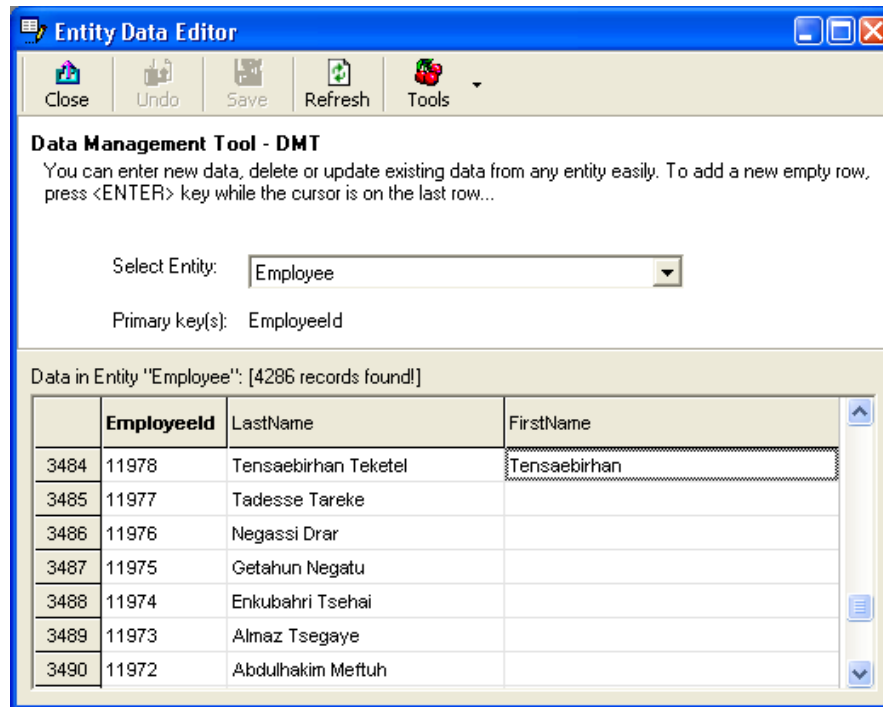 Entity Data Editor
Close Undo Save Refresh Tools
Data Management Tool - DMT
You can enter new data, delete or update existing data from any entity easily. To add a new empty row,
press <ENTER> key while the cursor is on the last row...
Select Entity: Employee
Primary key(s): EmployeeId
Data in Entity "Employee": [4286 records found!]
EmployeeId LastName FirstName
3484 11978 Tensaebirhan Teketel Tensaebirhan
3485 11977 Tadesse Tareke
3486 11976 Negassi Drar
3487 11975 Getahun Negatu
3488 11974 Enkubahri Tsehai
3489 11973 Almaz Tsegaye
3490 11972 Abdulhakim Meftuh